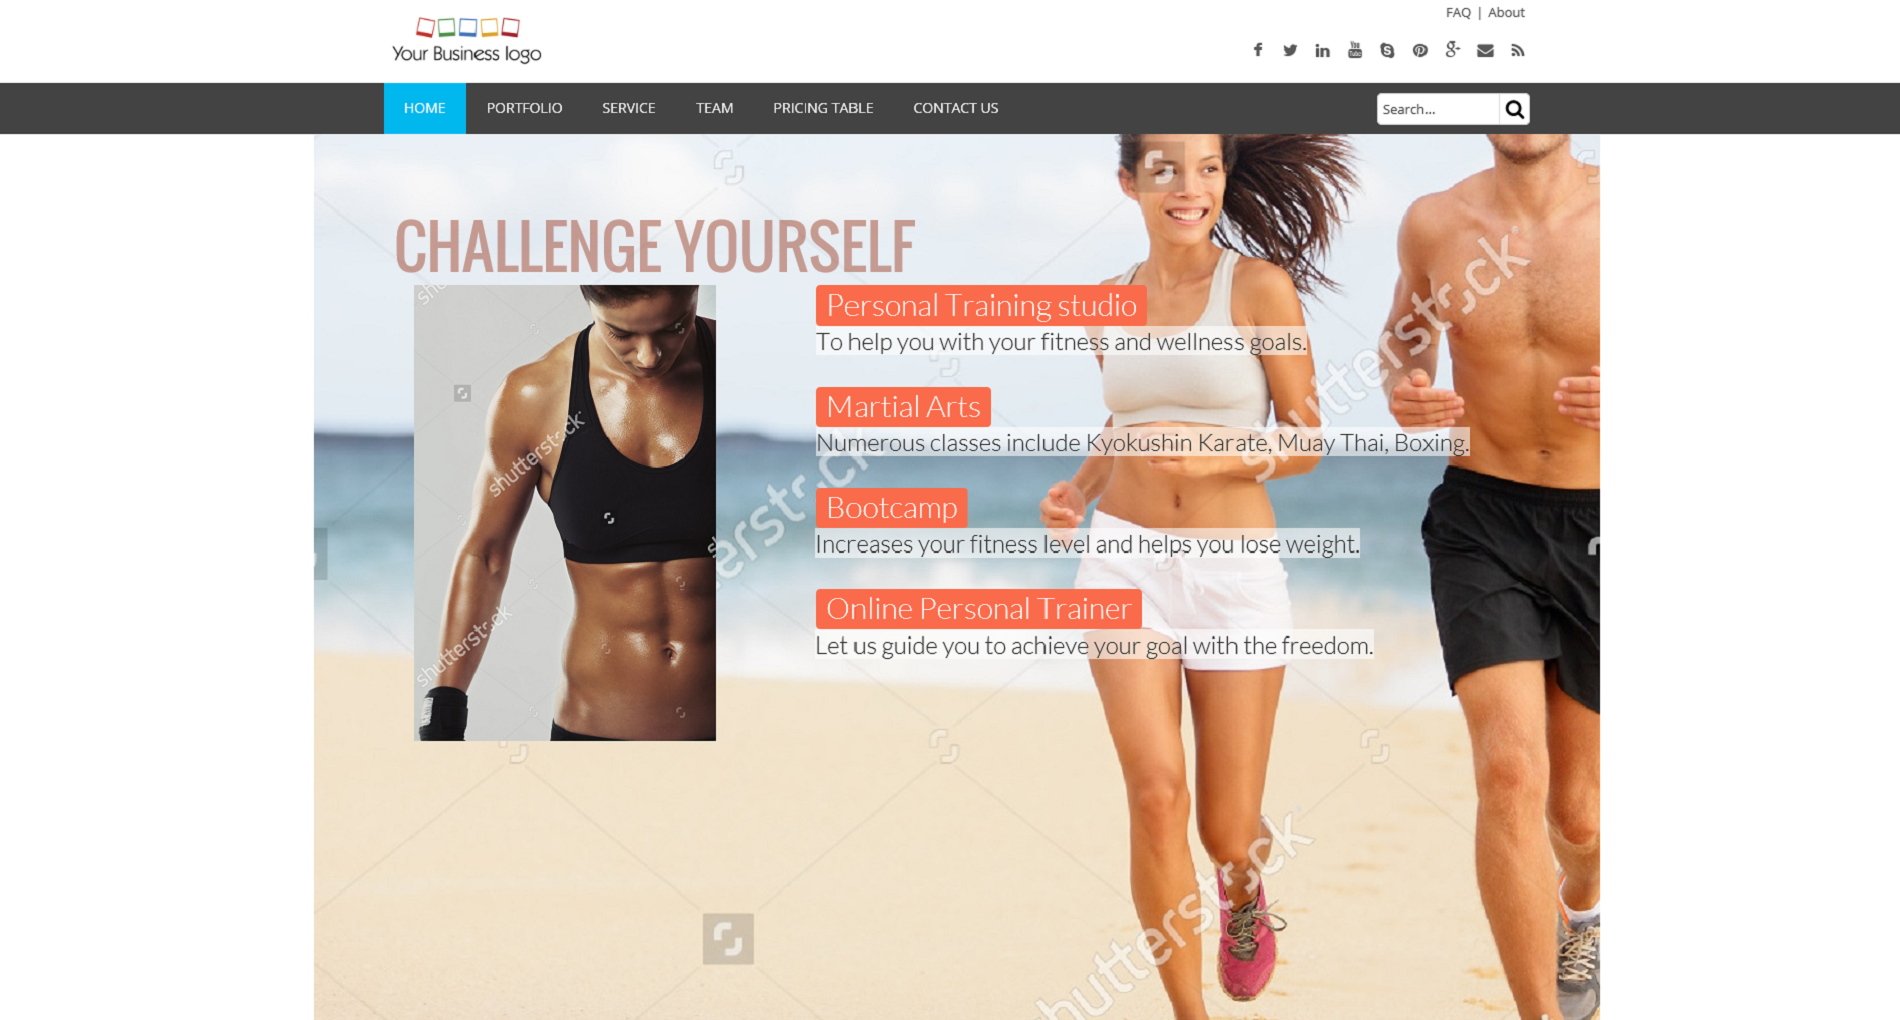 FAQ | About
Your Business logo
HOME PORTFOLIO SERVICE TEAM PRICING TABLE CONTACT US Search...
CHALLENGE YOURSELF
Personal Training studio
To help you with your fitness and wellness goals.
Martial Arts
Numerous classes include Kyokushin Karate, Muay Thai, Boxing.
Bootcamp
Increases your fitness level and helps you lose weight.
Online Personal Trainer
Let us guide you to achieve your goal with the freedom.
shutterstock
shutterstock
shutterstock
shutterstock